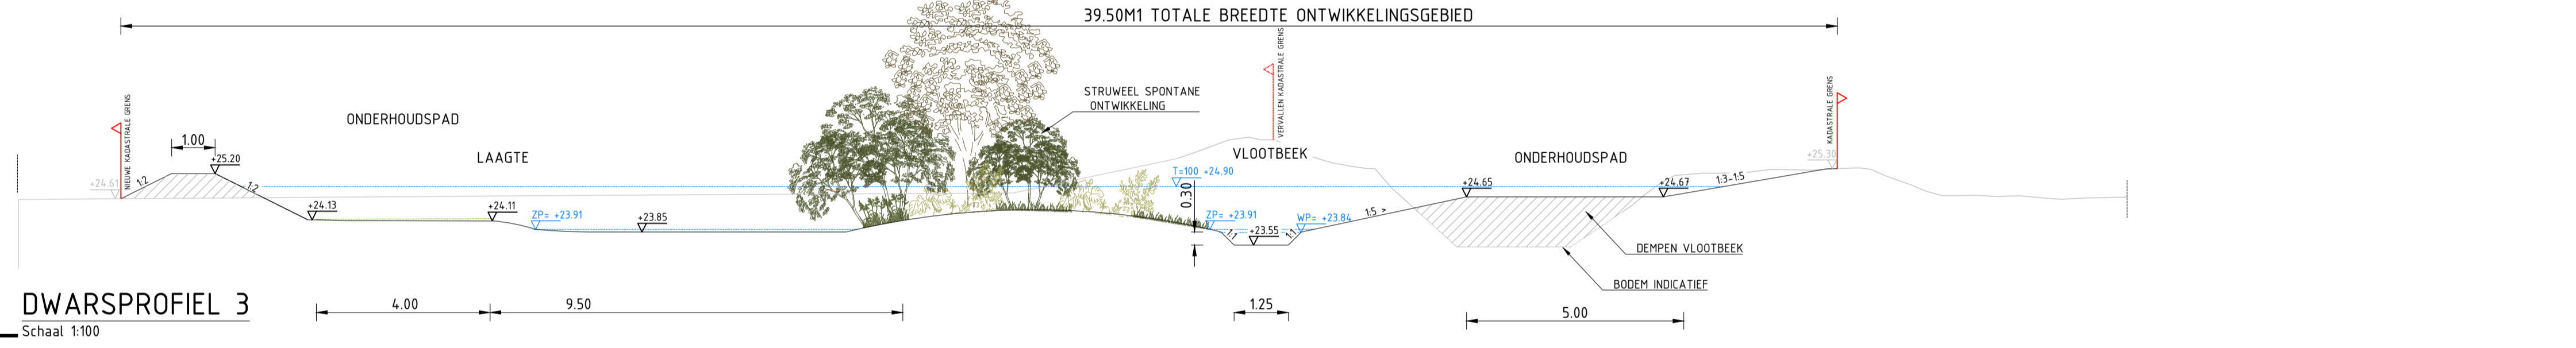 39.50M1 TOTALE BREEDTE ONTWIKKELINGSGEBIED
NIEUWE KADASTRALE GRENS
VERVALLEN KADASTRALE GRENS
KADASTRALE GRENS
STRUWEEL SPONTANE
ONTWIKKELING
ONDERHOUDSPAD
1.00
+25.20
LAAGTE
VLOOTBEEK
ONDERHOUDSPAD
+25.30
T=100 +24.90
+24.61
1:2
1:2
0.30
+24.65
+24.67
1:3-1:5
+24.13
+24.11
ZP= +23.91
+23.85
ZP= +23.91
WP= +23.84
1:5
1:1
+23.55
1:1
DEMPEN VLOOTBEEK
BODEM INDICATIEF
4.00
9.50
1.25
5.00
DWARSPROFIEL 3
Schaal 1:100